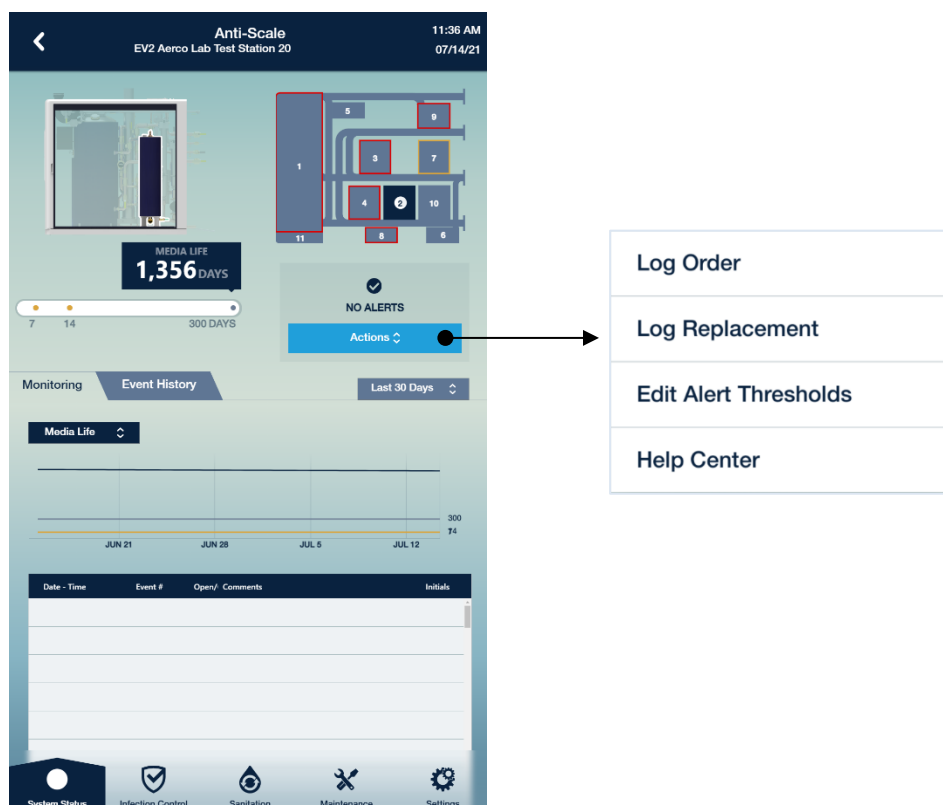 Anti-Scale
EV2 Aerco Lab Test Station 20
11:36 AM
07/14/21
1
5
9
3
7
4
2
10
11
8
6
MEDIA LIFE
1,356 DAYS
7 14 300 DAYS
NO ALERTS
Actions
Monitoring
Event History
Last 30 Days
Media Life
300
JUN 21 JUN 28 JUL 5 JUL 12
Date - Time Event # Open/ Comments Initials
System Status Infection Control Sanitation Maintenance Settings
Log Order
Log Replacement
Edit Alert Thresholds
Help Center